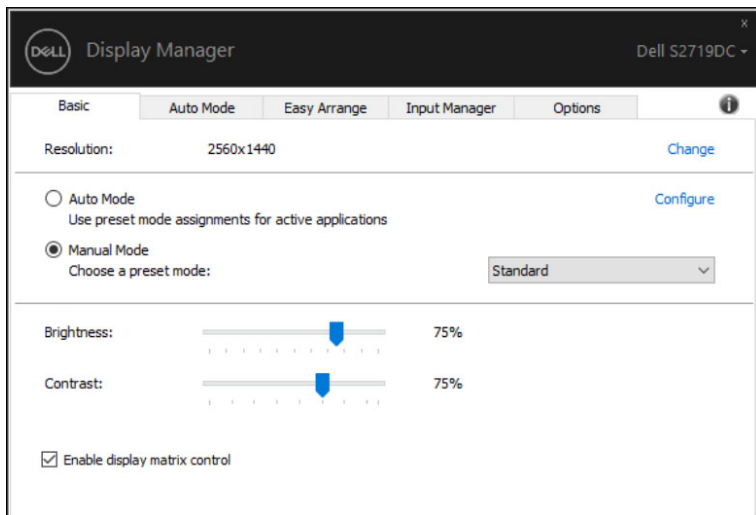 x
DELL
Display Manager
Dell S2719DC
Basic
Auto Mode
Easy Arrange
Input Manager
Options
i
Resolution:
2560x1440
Change
Auto Mode
Configure
Use preset mode assignments for active applications
Manual Mode
Choose a preset mode:
Standard
Brightness:
75%
Contrast:
75%
Enable display matrix control